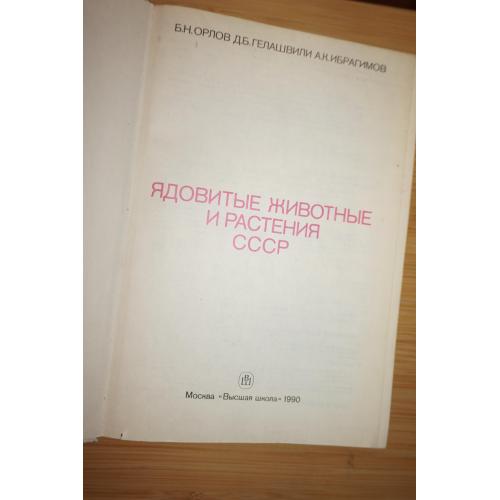 Б.Н.ОРЛОВ Д.Б.ГЕЛАШВИЛИ А.К.ИБРАГИМОВ
ЯДОВИТЫЕ ЖИВОТНЫЕ
И РАСТЕНИЯ
СССР
Москва «Высшая школа» 1990